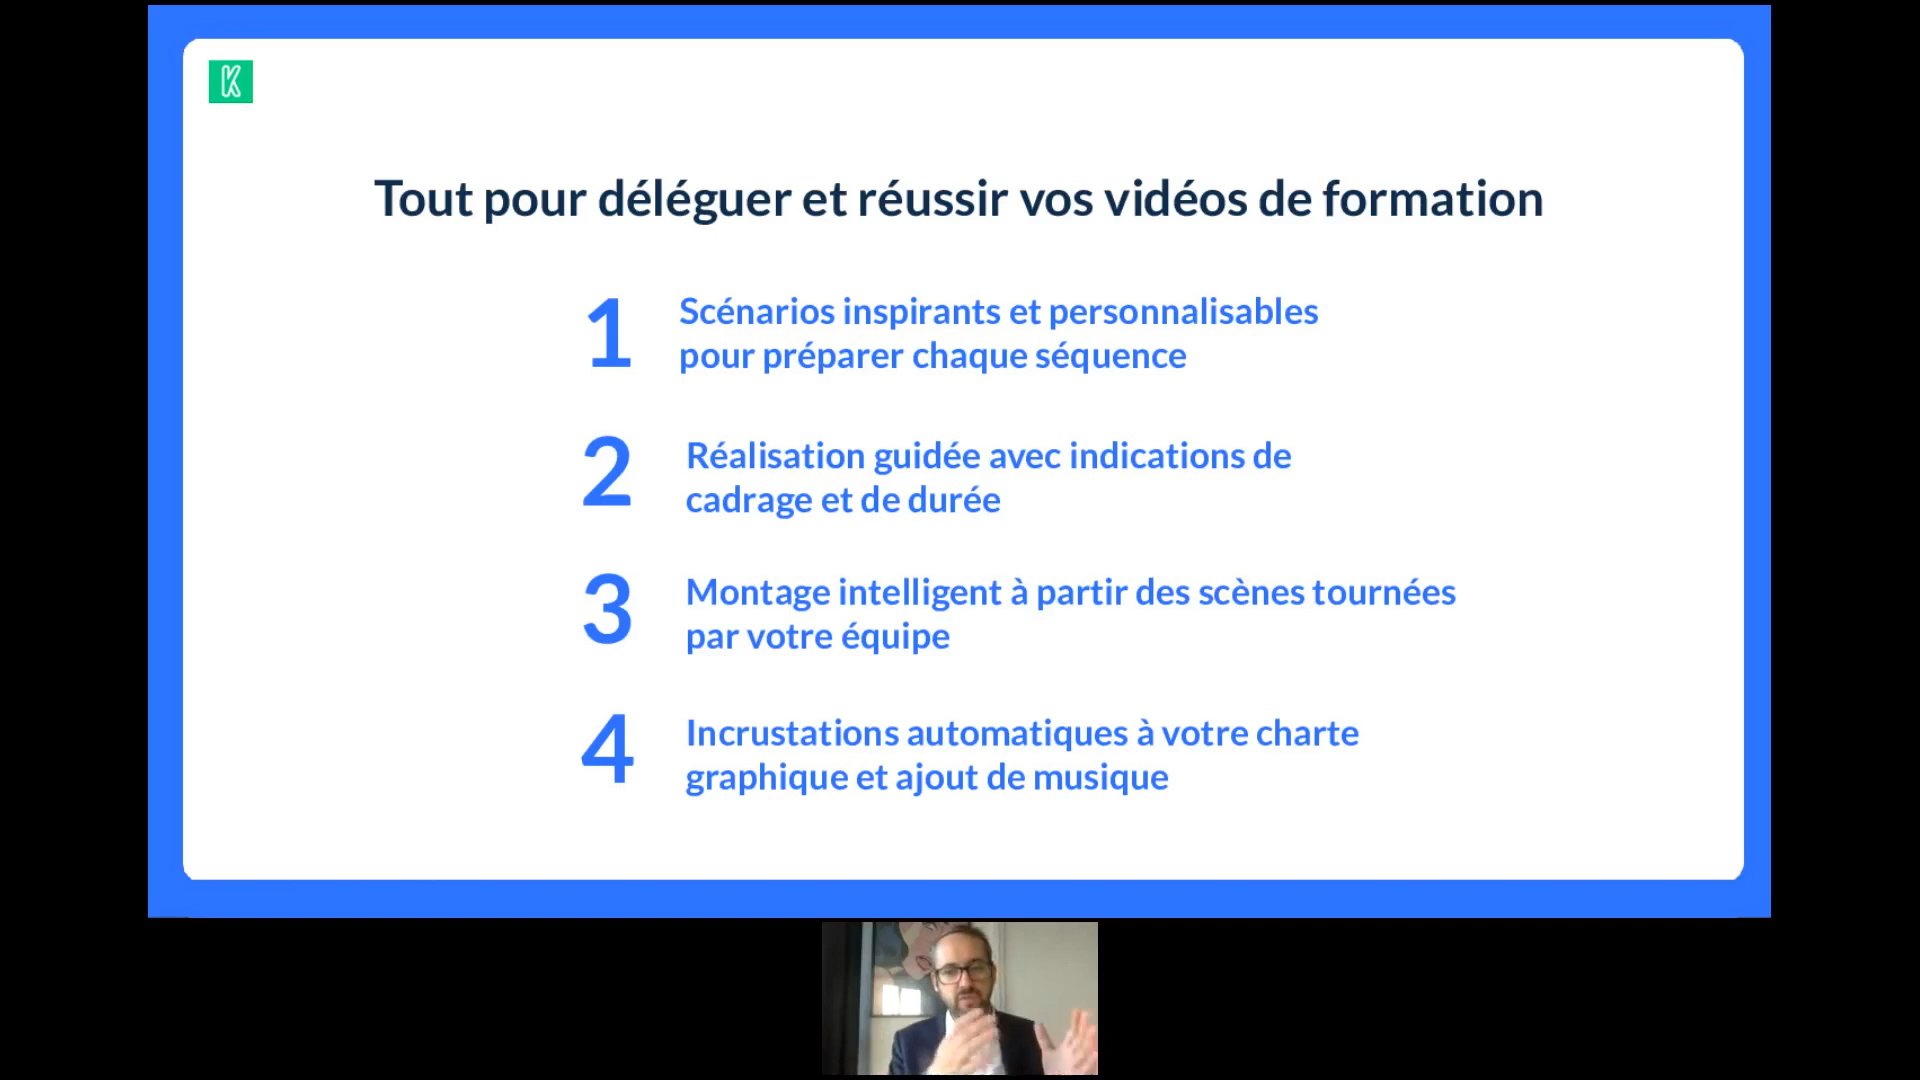 K
Tout pour déléguer et réussir vos vidéos de formation
1
Scénarios inspirants et personnalisables
pour préparer chaque séquence
2
Réalisation guidée avec indications de
cadrage et de durée
3
Montage intelligent à partir des scènes tournées
par votre équipe
4
Incrustations automatiques à votre charte
graphique et ajout de musique